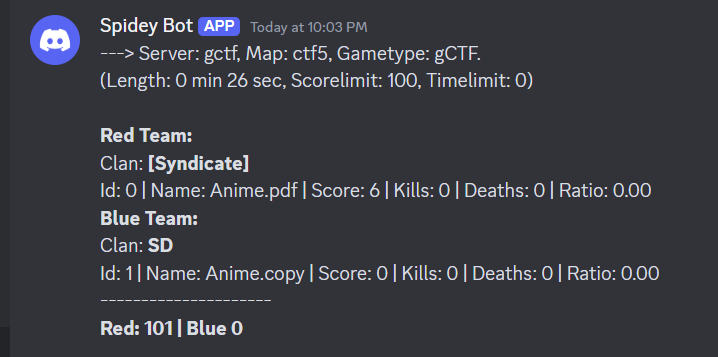 Spidey Bot APP Today at 10:03 PM
---> Server: gctf, Map: ctf5, Gametype: gCTF.
(Length: 0 min 26 sec, Scorelimit: 100, Timelimit: 0)
Red Team:
Clan: [Syndicate]
Id: 0 | Name: Anime.pdf | Score: 6 | Kills: 0 | Deaths: 0 | Ratio: 0.00
Blue Team:
Clan: SD
Id: 1 | Name: Anime.copy | Score: 0 | Kills: 0 | Deaths: 0 | Ratio: 0.00
---------------------
Red: 101 | Blue 0